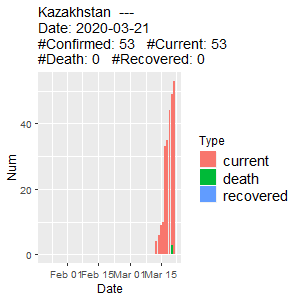 Kazakhstan  ---
Date: 2020-03-21
#Confirmed: 53   #Current: 53
#Death: 0   #Recovered: 0
Num
40
20
0
Feb 01 Feb 15 Mar 01 Mar 15
Date
Type
current
death
recovered